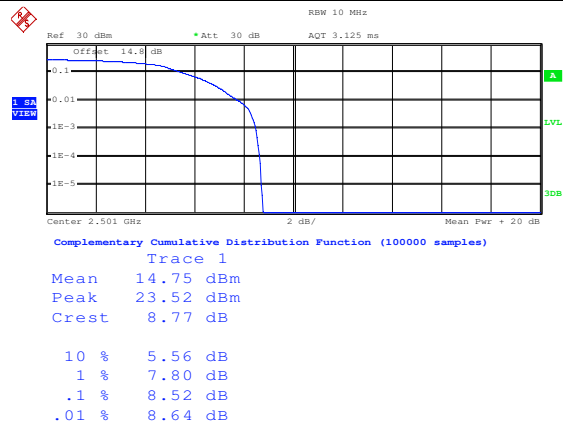 R S
RBW 10 MHz
Ref 30 dBm *Att 30 dB AQT 3.125 ms
Offset 14.8 dB
0.1
A
0.01
1 SA
VIEW
1E-3
LVL
1E-4
1E-5
3DB
Center 2.501 GHz 2 dB/ Mean Pwr + 20 dB
Complementary Cumulative Distribution Function (100000 samples)
Trace 1
Mean 14.75 dBm
Peak 23.52 dBm
Crest 8.77 dB
10 % 5.56 dB
1 % 7.80 dB
.1 % 8.52 dB
.01 % 8.64 dB